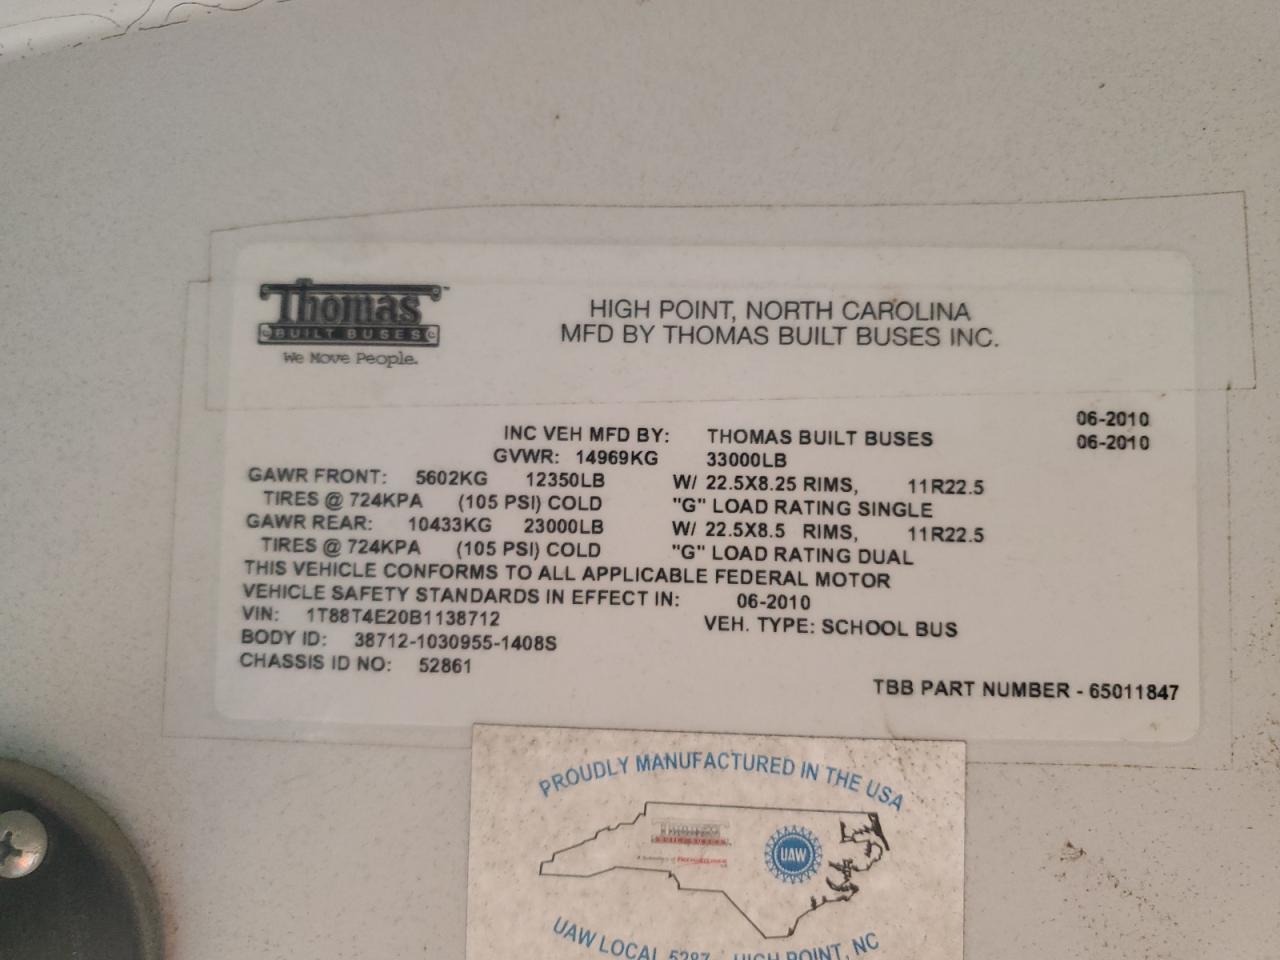 Thomas™
BUILT BUSES
We Move People.
HIGH POINT, NORTH CAROLINA
MFD BY THOMAS BUILT BUSES INC.
06-2010
INC VEH MFD BY: THOMAS BUILT BUSES 06-2010
GVWR: 14969KG 33000LB
GAWR FRONT: 5602KG 12350LB W/ 22.5X8.25 RIMS, 11R22.5
TIRES @ 724KPA (105 PSI) COLD "G" LOAD RATING SINGLE
GAWR REAR: 10433KG 23000LB W/ 22.5X8.5 RIMS, 11R22.5
TIRES @ 724KPA (105 PSI) COLD "G" LOAD RATING DUAL
THIS VEHICLE CONFORMS TO ALL APPLICABLE FEDERAL MOTOR
VEHICLE SAFETY STANDARDS IN EFFECT IN: 06-2010
VIN: 1T88T4E20B1138712 VEH. TYPE: SCHOOL BUS
BODY ID: 38712-1030955-1408S
CHASSIS ID NO: 52861
TBB PART NUMBER - 65011847
PROUDLY MANUFACTURED IN THE USA
Thomas
BUILT BUSES
UAW
UAW LOCAL 5287 - HIGH POINT, NC